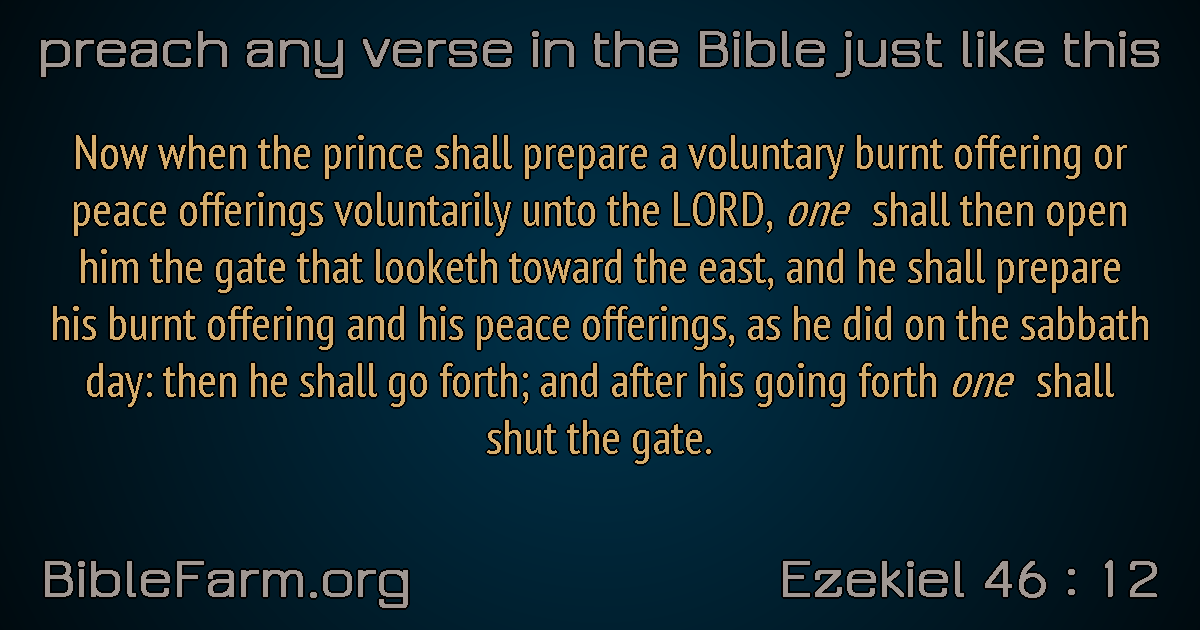 preach any verse in the Bible just like this
Now when the prince shall prepare a voluntary burnt offering or
peace offerings voluntarily unto the LORD, one shall then open
him the gate that looketh toward the east, and he shall prepare
his burnt offering and his peace offerings, as he did on the sabbath
day: then he shall go forth; and after his going forth one shall
shut the gate.
BibleFarm.org
Ezekiel 46 : 12